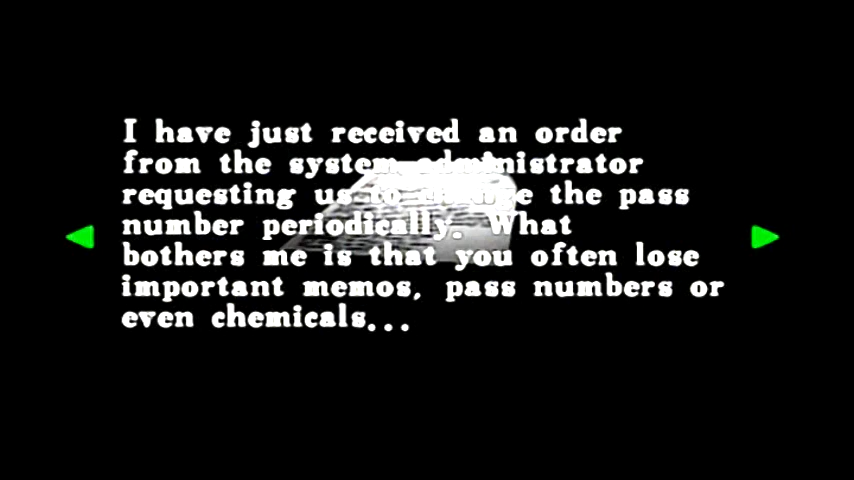 I have just received an order
from the system administrator
requesting us to the pass
number periodically. What
bothers me is that you often lose
important memos, pass numbers or
even chemicals...